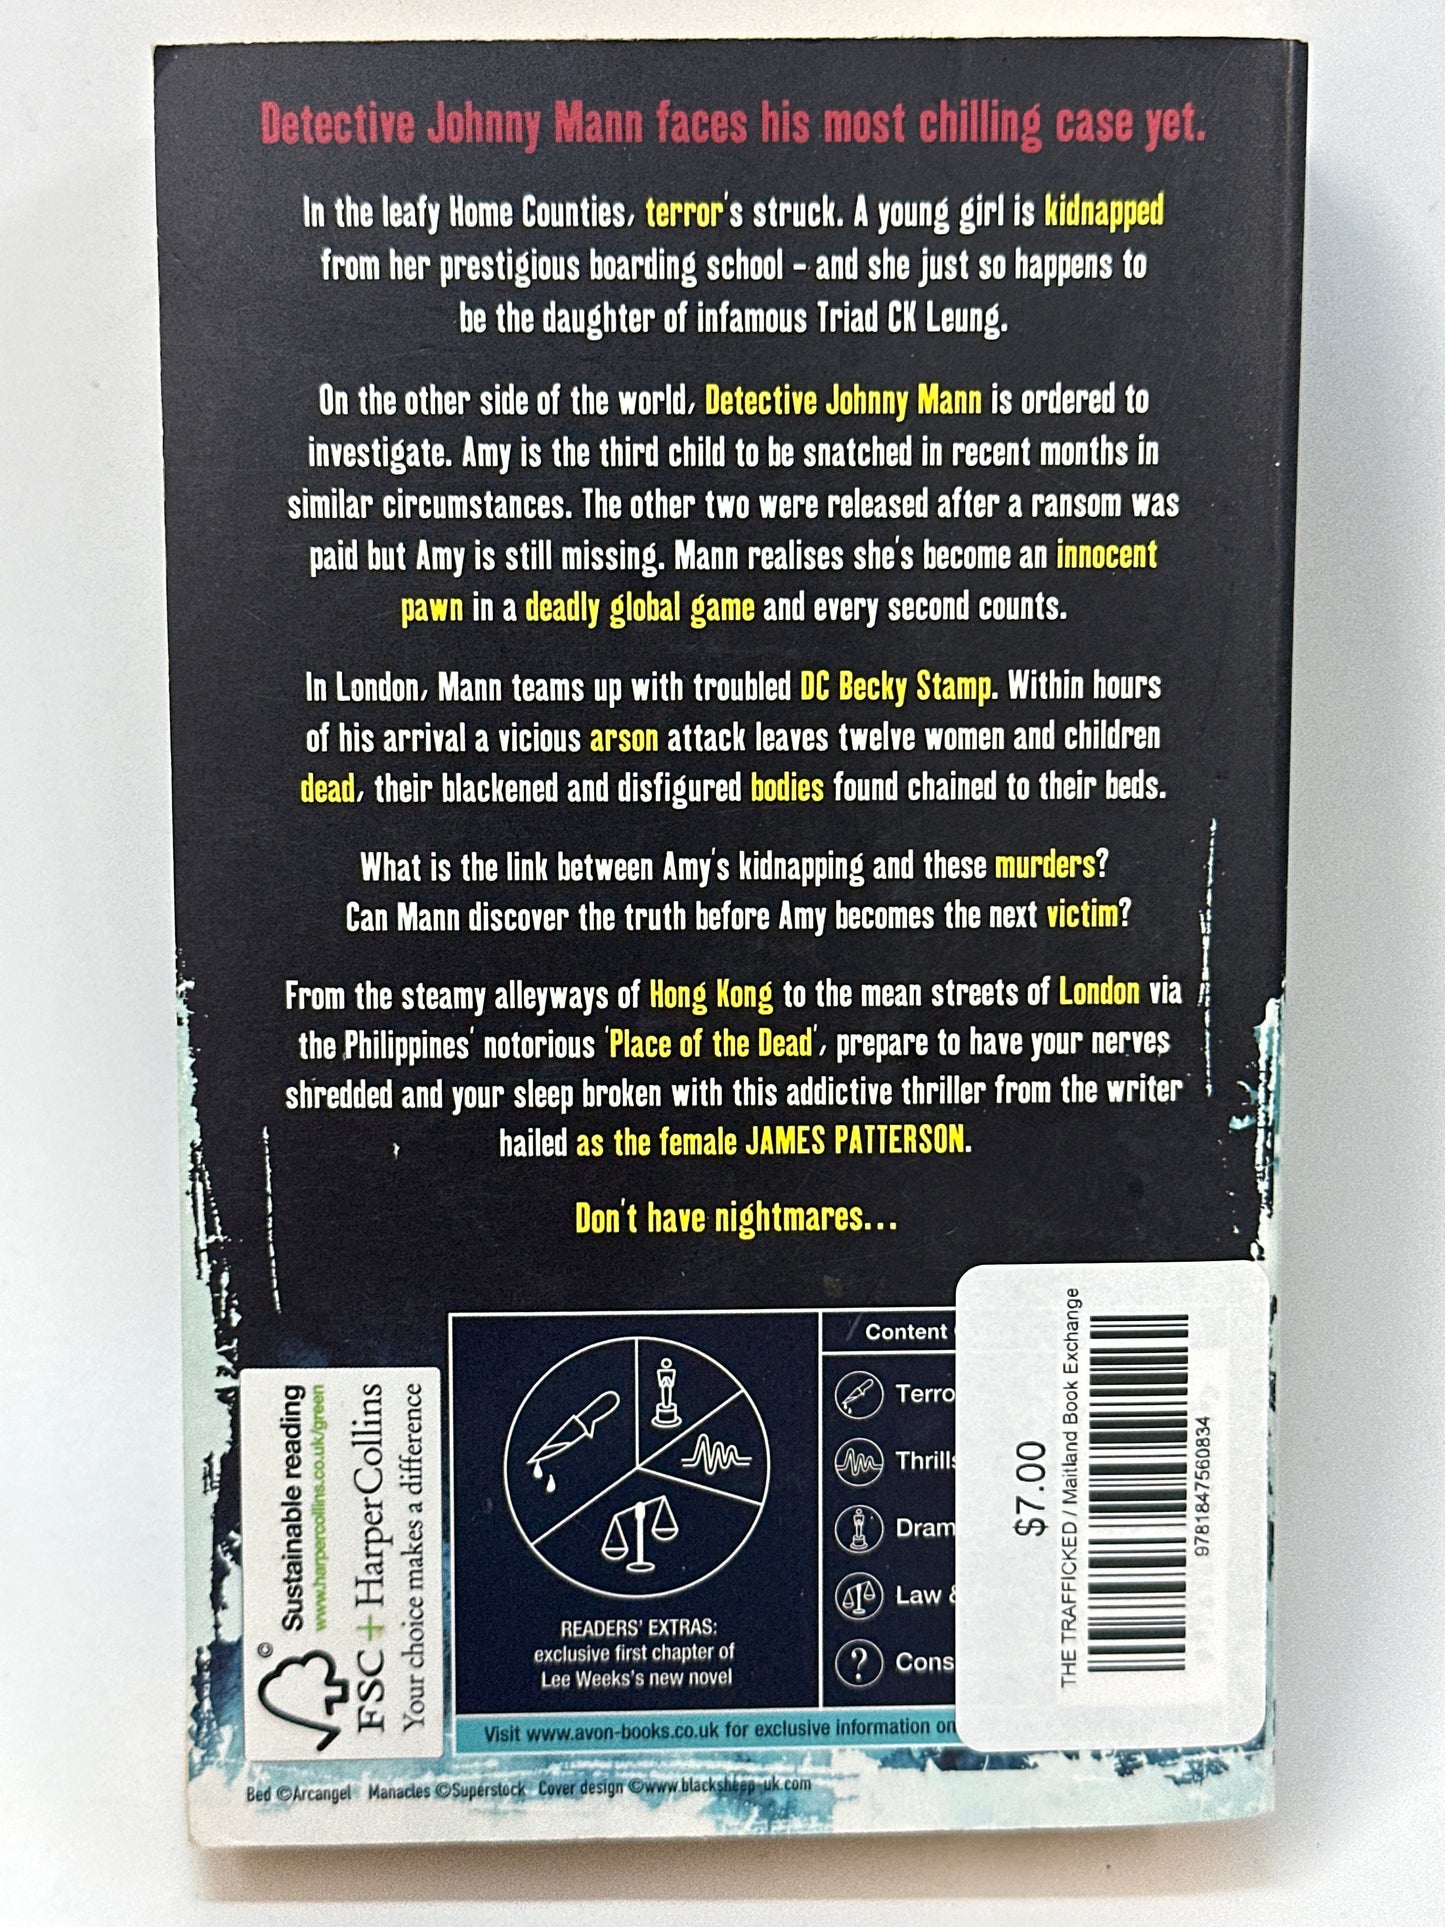 Detective Johnny Mann faces his most chilling case yet.
In the leafy Home Counties, terror's struck. A young girl is kidnapped
from her prestigious boarding school – and she just so happens to
be the daughter of infamous Triad CK Leung.
On the other side of the world, Detective Johnny Mann is ordered to
investigate. Amy is the third child to be snatched in recent months in
similar circumstances. The other two were released after a ransom was
paid but Amy is still missing. Mann realises she's become an innocent
pawn in a deadly global game and every second counts.
In London, Mann teams up with troubled DC Becky Stamp. Within hours
of his arrival a vicious arson attack leaves twelve women and children
dead, their blackened and disfigured bodies found chained to their beds.
What is the link between Amy's kidnapping and these murders?
Can Mann discover the truth before Amy becomes the next victim?
From the steamy alleyways of Hong Kong to the mean streets of London via
the Philippines' notorious 'Place of the Dead', prepare to have your nerves
shredded and your sleep broken with this addictive thriller from the writer
hailed as the female JAMES PATTERSON.
Don't have nightmares...
©
Sustainable reading
www.harpercollins.co.uk/green
FSC + HarperCollins
Your choice makes a difference
READERS' EXTRAS:
exclusive first chapter of
Lee Weeks's new novel
Content
Terro
Thrills
Dram
Law &
Cons
?
Visit www.avon-books.co.uk for exclusive information on
$7.00
THE TRAFFICKED / Maitland Book Exchange
9781847560834
Bed ©Arcangel Manacles ©Superstock Cover design ©www.blacksheep-uk.com